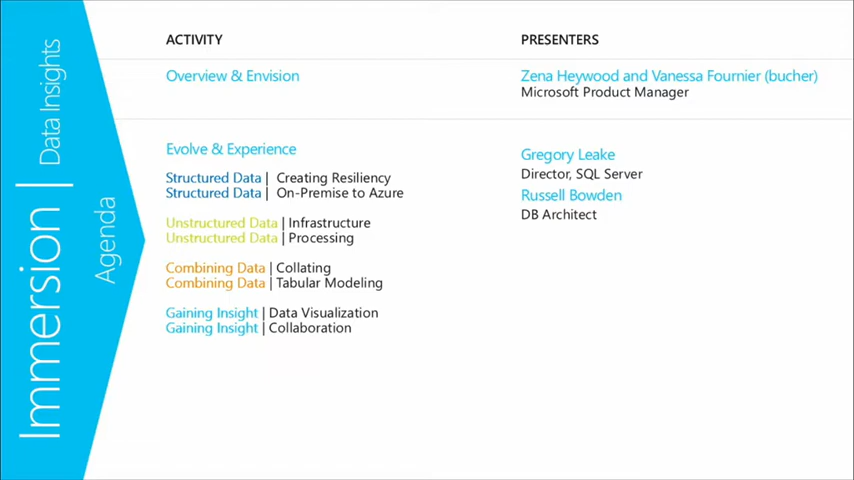 Immersion | Data Insights
Agenda
ACTIVITY
PRESENTERS
Overview & Envision
Zena Heywood and Vanessa Fournier (bucher)
Microsoft Product Manager
Evolve & Experience
Structured Data | Creating Resiliency
Structured Data | On-Premise to Azure
Unstructured Data | Infrastructure
Unstructured Data | Processing
Combining Data | Collating
Combining Data | Tabular Modeling
Gaining Insight | Data Visualization
Gaining Insight | Collaboration
Gregory Leake
Director, SQL Server
Russell Bowden
DB Architect